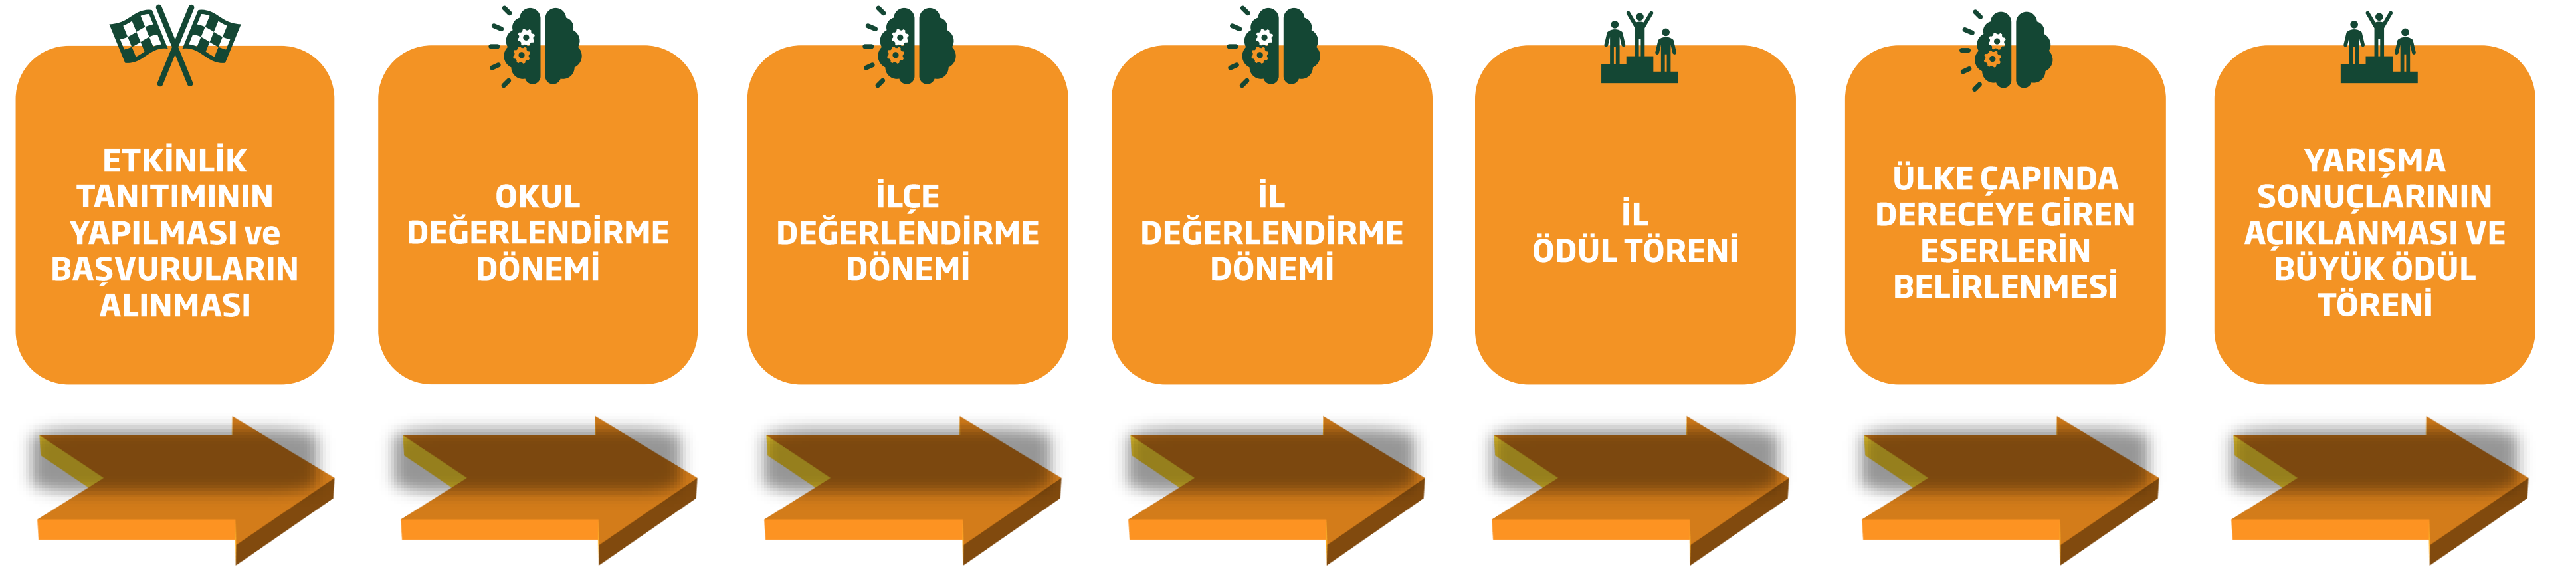 ETKİNLİK
TANITIMININ
YAPILMASI ve
BAŞVURULARIN
ALINMASI
OKUL
DEĞERLENDİRME
DÖNEMİ
İLÇE
DEĞERLENDİRME
DÖNEMİ
İL
DEĞERLENDİRME
DÖNEMİ
İL
ÖDÜL TÖRENİ
ÜLKE ÇAPINDA
DERECEYE GİREN
ESERLERİN
BELİRLENMESİ
YARIŞMA
SONUÇLARININ
AÇIKLANMASI VE
BÜYÜK ÖDÜL
TÖRENİ